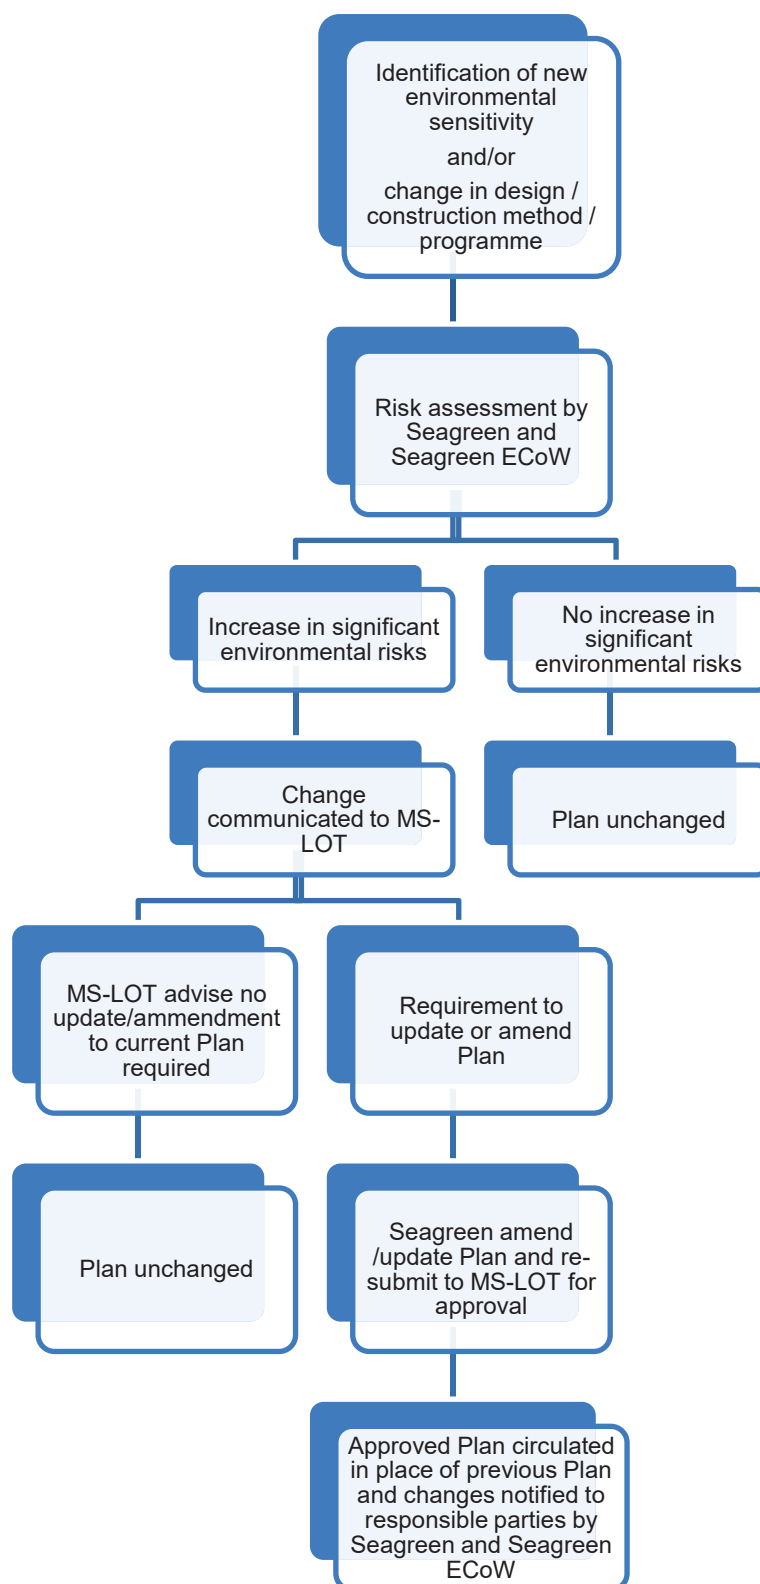 Identification of new
environmental
sensitivity
and/or
change in design /
construction method /
programme
Risk assessment by
Seagreen and
Seagreen ECoW
Increase in significant
environmental risks
No increase in
significant
environmental risks
Change
communicated to MS-
LOT
Plan unchanged
MS-LOT advise no
update/ammendment
to current Plan
required
Requirement to
update or amend
Plan
Plan unchanged
Seagreen amend
/update Plan and re-
submit to MS-LOT for
approval
Approved Plan circulated
in place of previous Plan
and changes notified to
responsible parties by
Seagreen and Seagreen
ECoW